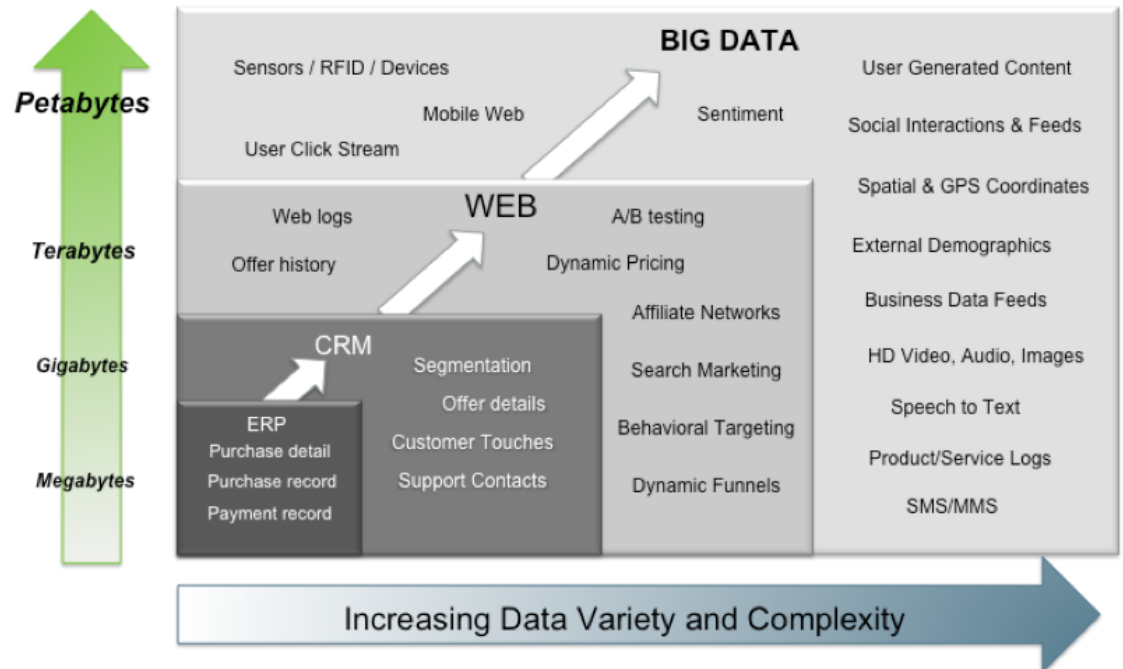 BIG DATA
Sensors / RFID / Devices
User Generated Content
Petabytes
Mobile Web
Sentiment
Social Interactions & Feeds
User Click Stream
Spatial & GPS Coordinates
WEB
Web logs
A/B testing
Terabytes
External Demographics
Offer history
Dynamic Pricing
Business Data Feeds
Affiliate Networks
CRM
HD Video, Audio, Images
Gigabytes
Segmentation
Search Marketing
Offer details
Speech to Text
ERP
Behavioral Targeting
Customer Touches
Purchase detail
Product/Service Logs
Megabytes
Purchase record
Support Contacts
Dynamic Funnels
SMS/MMS
Payment record
Increasing Data Variety and Complexity